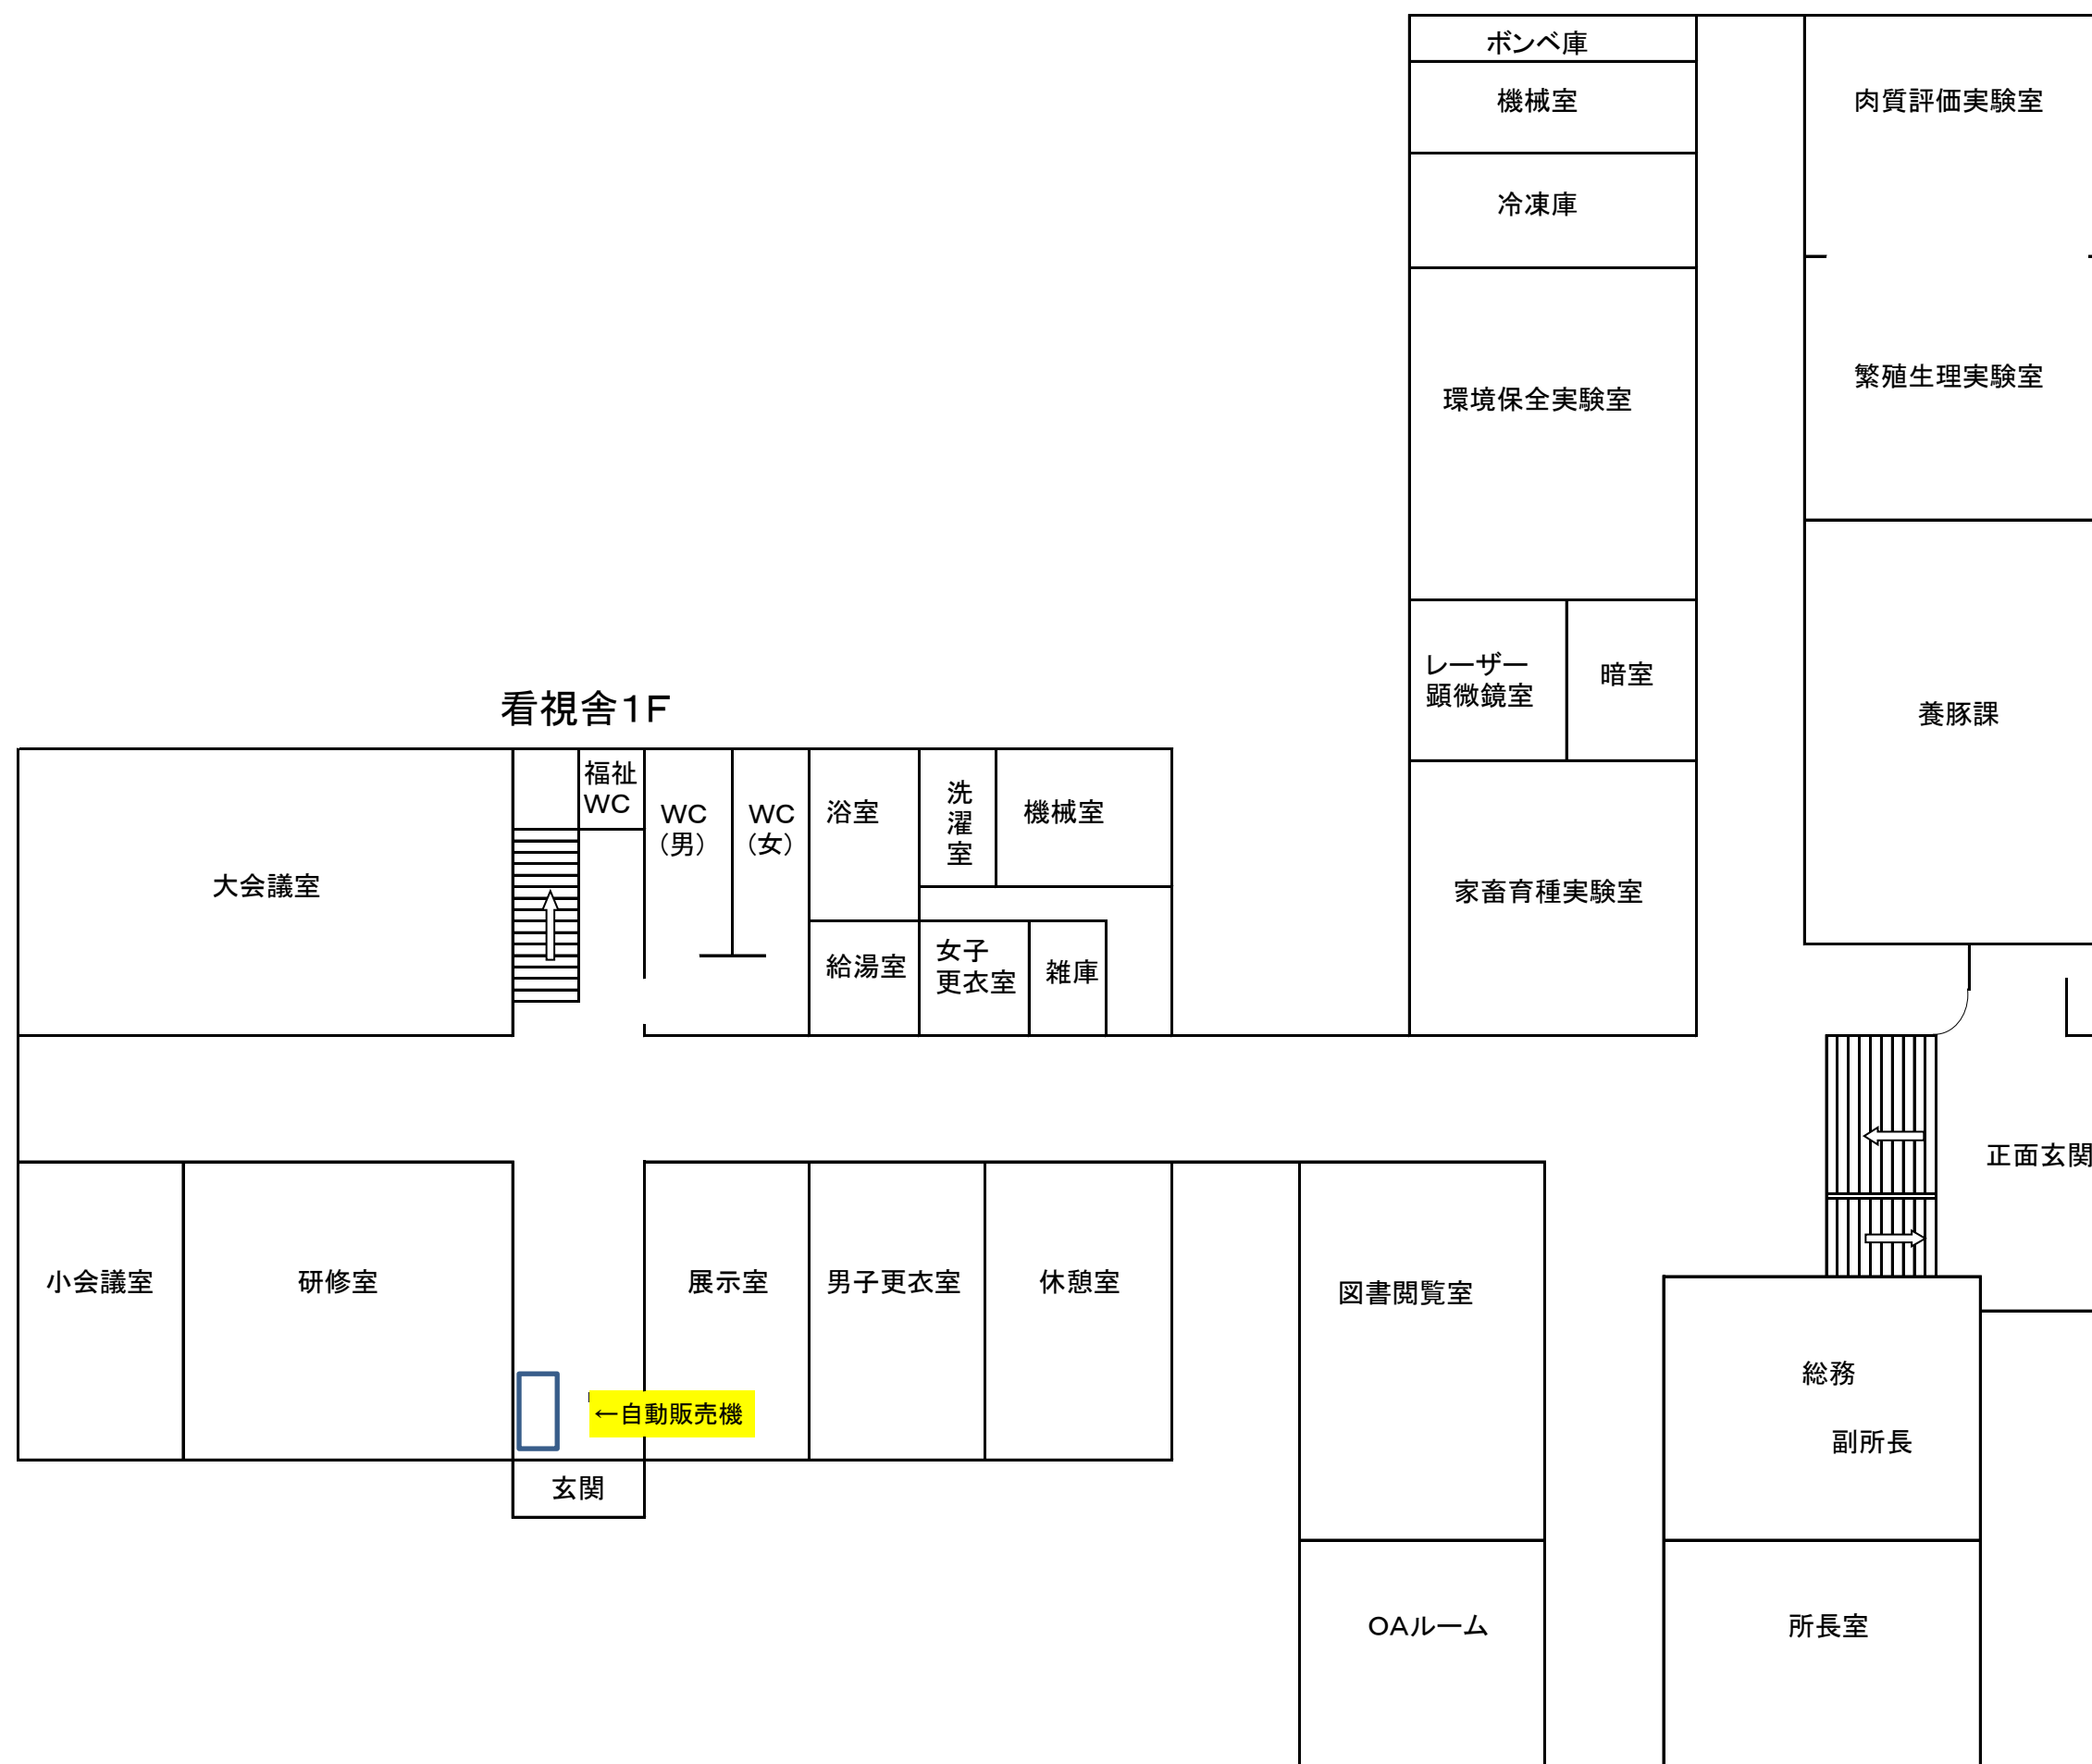 ボンベ庫
機械室
肉質評価実験室
冷凍庫
繁殖生理実験室
環境保全実験室
レーザー
顕微鏡室
暗室
養豚課
看視舎1F
福祉
WC
WC
(男)
WC
(女)
浴室
洗濯室
機械室
大会議室
家畜育種実験室
給湯室
女子
更衣室
雑庫
正面玄関
小会議室
研修室
展示室
男子更衣室
休憩室
図書閲覧室
総務
←自動販売機
副所長
玄関
OAルーム
所長室